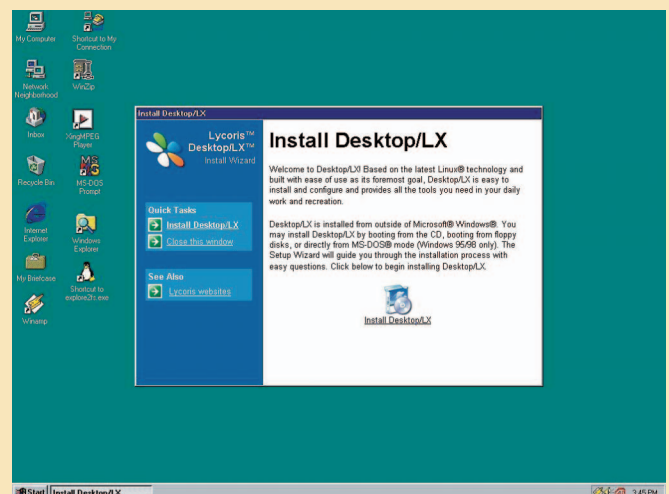 My Computer
Shortcut to My
Connection
Network
Neighborhood
WinZip
Inbox
XingMPEG
Player
Recycle Bin
MS-DOS
Prompt
Internet
Explorer
Windows
Explorer
My Briefcase
Shortcut to
explore2fs.exe
Winamp
Install Desktop/LX
Lycoris™
Desktop/LX™
Install Wizard
Quick Tasks
Install Desktop/LX
Close this window
See Also
Lycoris websites
Install Desktop/LX
Welcome to Desktop/LX! Based on the latest Linux® technology and
built with ease of use as its foremost goal, Desktop/LX is easy to
install and configure and provides all the tools you need in your daily
work and recreation.
Desktop/LX is installed from outside of Microsoft® Windows®. You
may install Desktop/LX by booting from the CD, booting from floppy
disks, or directly from MS-DOS® mode (Windows 95/98 only). The
Setup Wizard will guide you through the installation process with
easy questions. Click below to begin installing Desktop/LX.
Install Desktop/LX
Start
Install Desktop/LX
3:45 PM